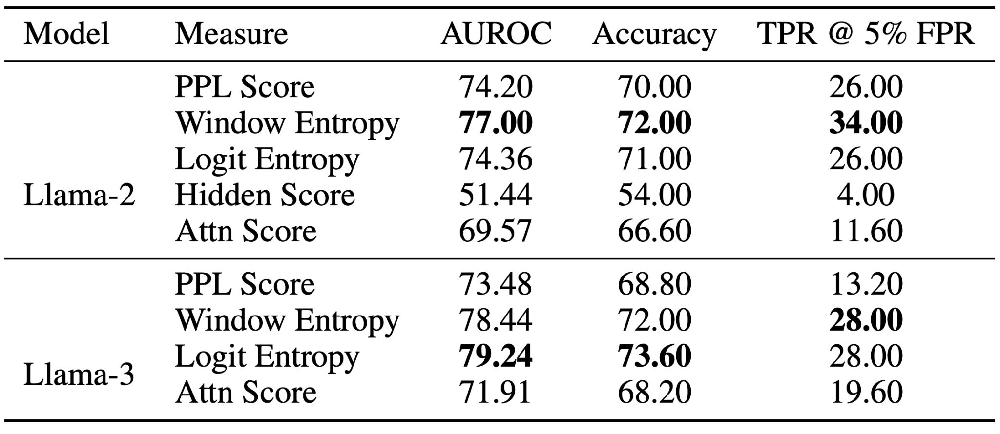 Model Measure AUROC Accuracy TPR @ 5% FPR
PPL Score 74.20 70.00 26.00
Window Entropy 77.00 72.00 34.00
Logit Entropy 74.36 71.00 26.00
Llama-2 Hidden Score 51.44 54.00 4.00
Attn Score 69.57 66.60 11.60
PPL Score 73.48 68.80 13.20
Window Entropy 78.44 72.00 28.00
Logit Entropy 79.24 73.60 28.00
Llama-3
Attn Score 71.91 68.20 19.60